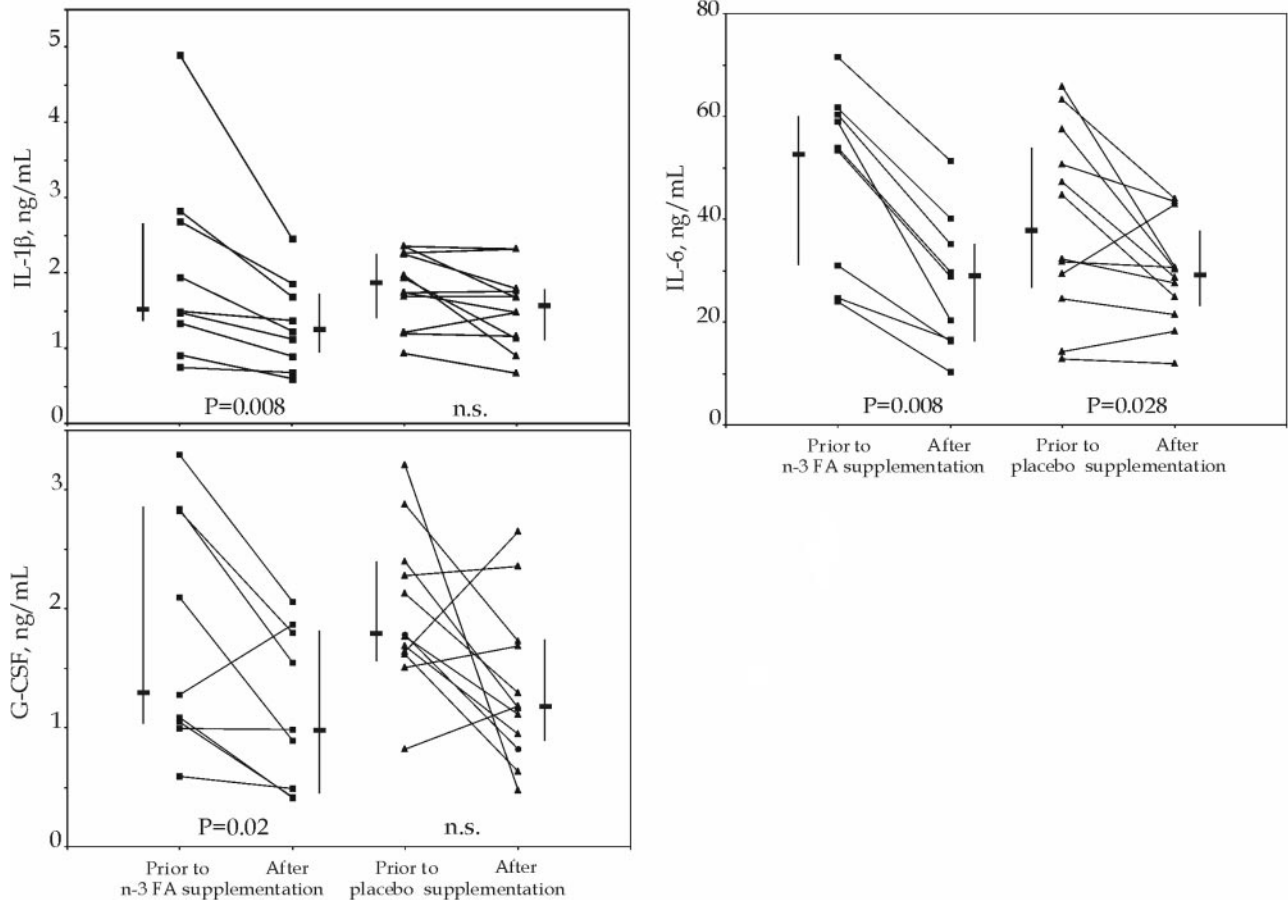 IL-1β, ng/mL
5
4
3
2
1
0
P=0.008
n.s.
IL-6, ng/mL
80
60
40
20
0
P=0.008
P=0.028
Prior to
After
n-3 FA supplementation
Prior to
After
placebo supplementation
G-CSF, ng/mL
3
2
1
0
P=0.02
n.s.
Prior to
After
n-3 FA supplementation
Prior to
After
placebo supplementation